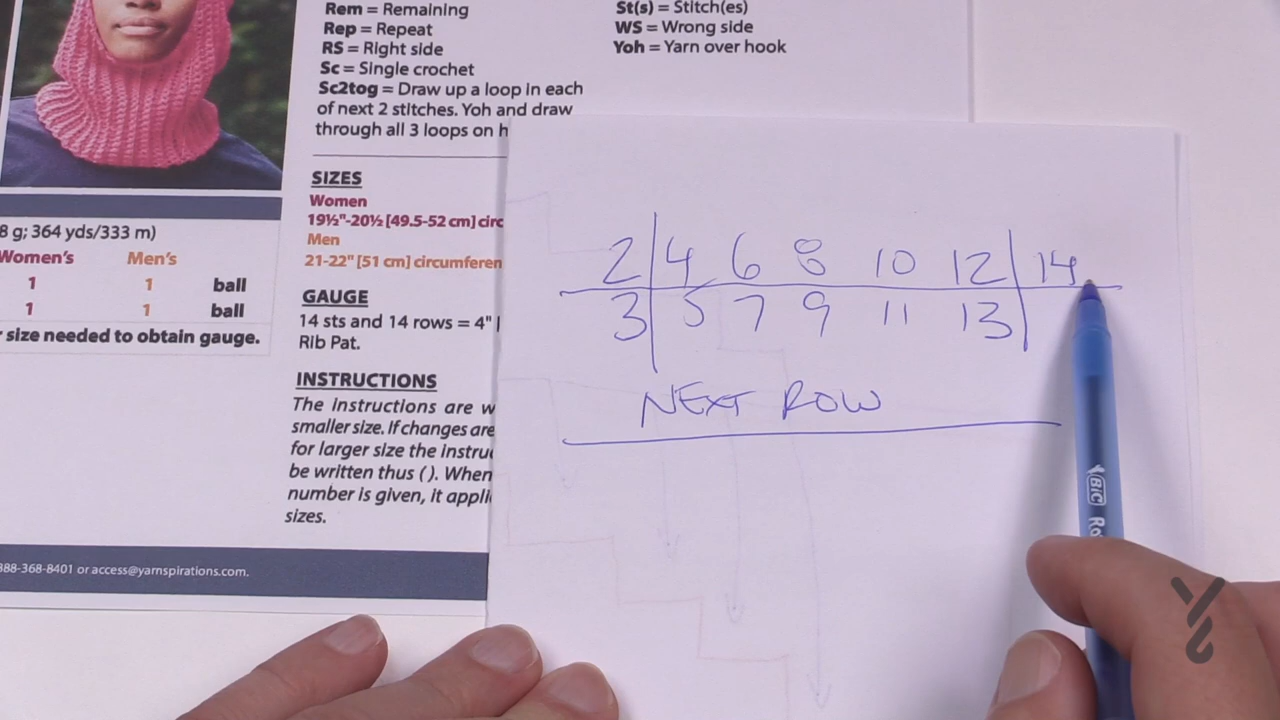 Rem = Remaining
Rep = Repeat
RS = Right side
Sc = Single crochet
Sc2tog = Draw up a loop in each
of next 2 stitches. Yoh and draw
through all 3 loops on h
St(s) = Stitch(es)
WS = Wrong side
Yoh = Yarn over hook
8 g; 364 yds/333 m)
Women's Men's
1 1 ball
1 1 ball
size needed to obtain gauge.
SIZES
Women
19½"-20½ [49.5-52 cm] circ
Men
21-22" [51 cm] circumferen
GAUGE
14 sts and 14 rows = 4"
Rib Pat.
INSTRUCTIONS
The instructions are w
smaller size. If changes are
for larger size the instru
be written thus ( ). When
number is given, it appli
sizes.
888-368-8401 or access@yarnspirations.com.
2 4 6 8 10 12 14
3 5 7 9 11 13
NEXT ROW
BIC Ro